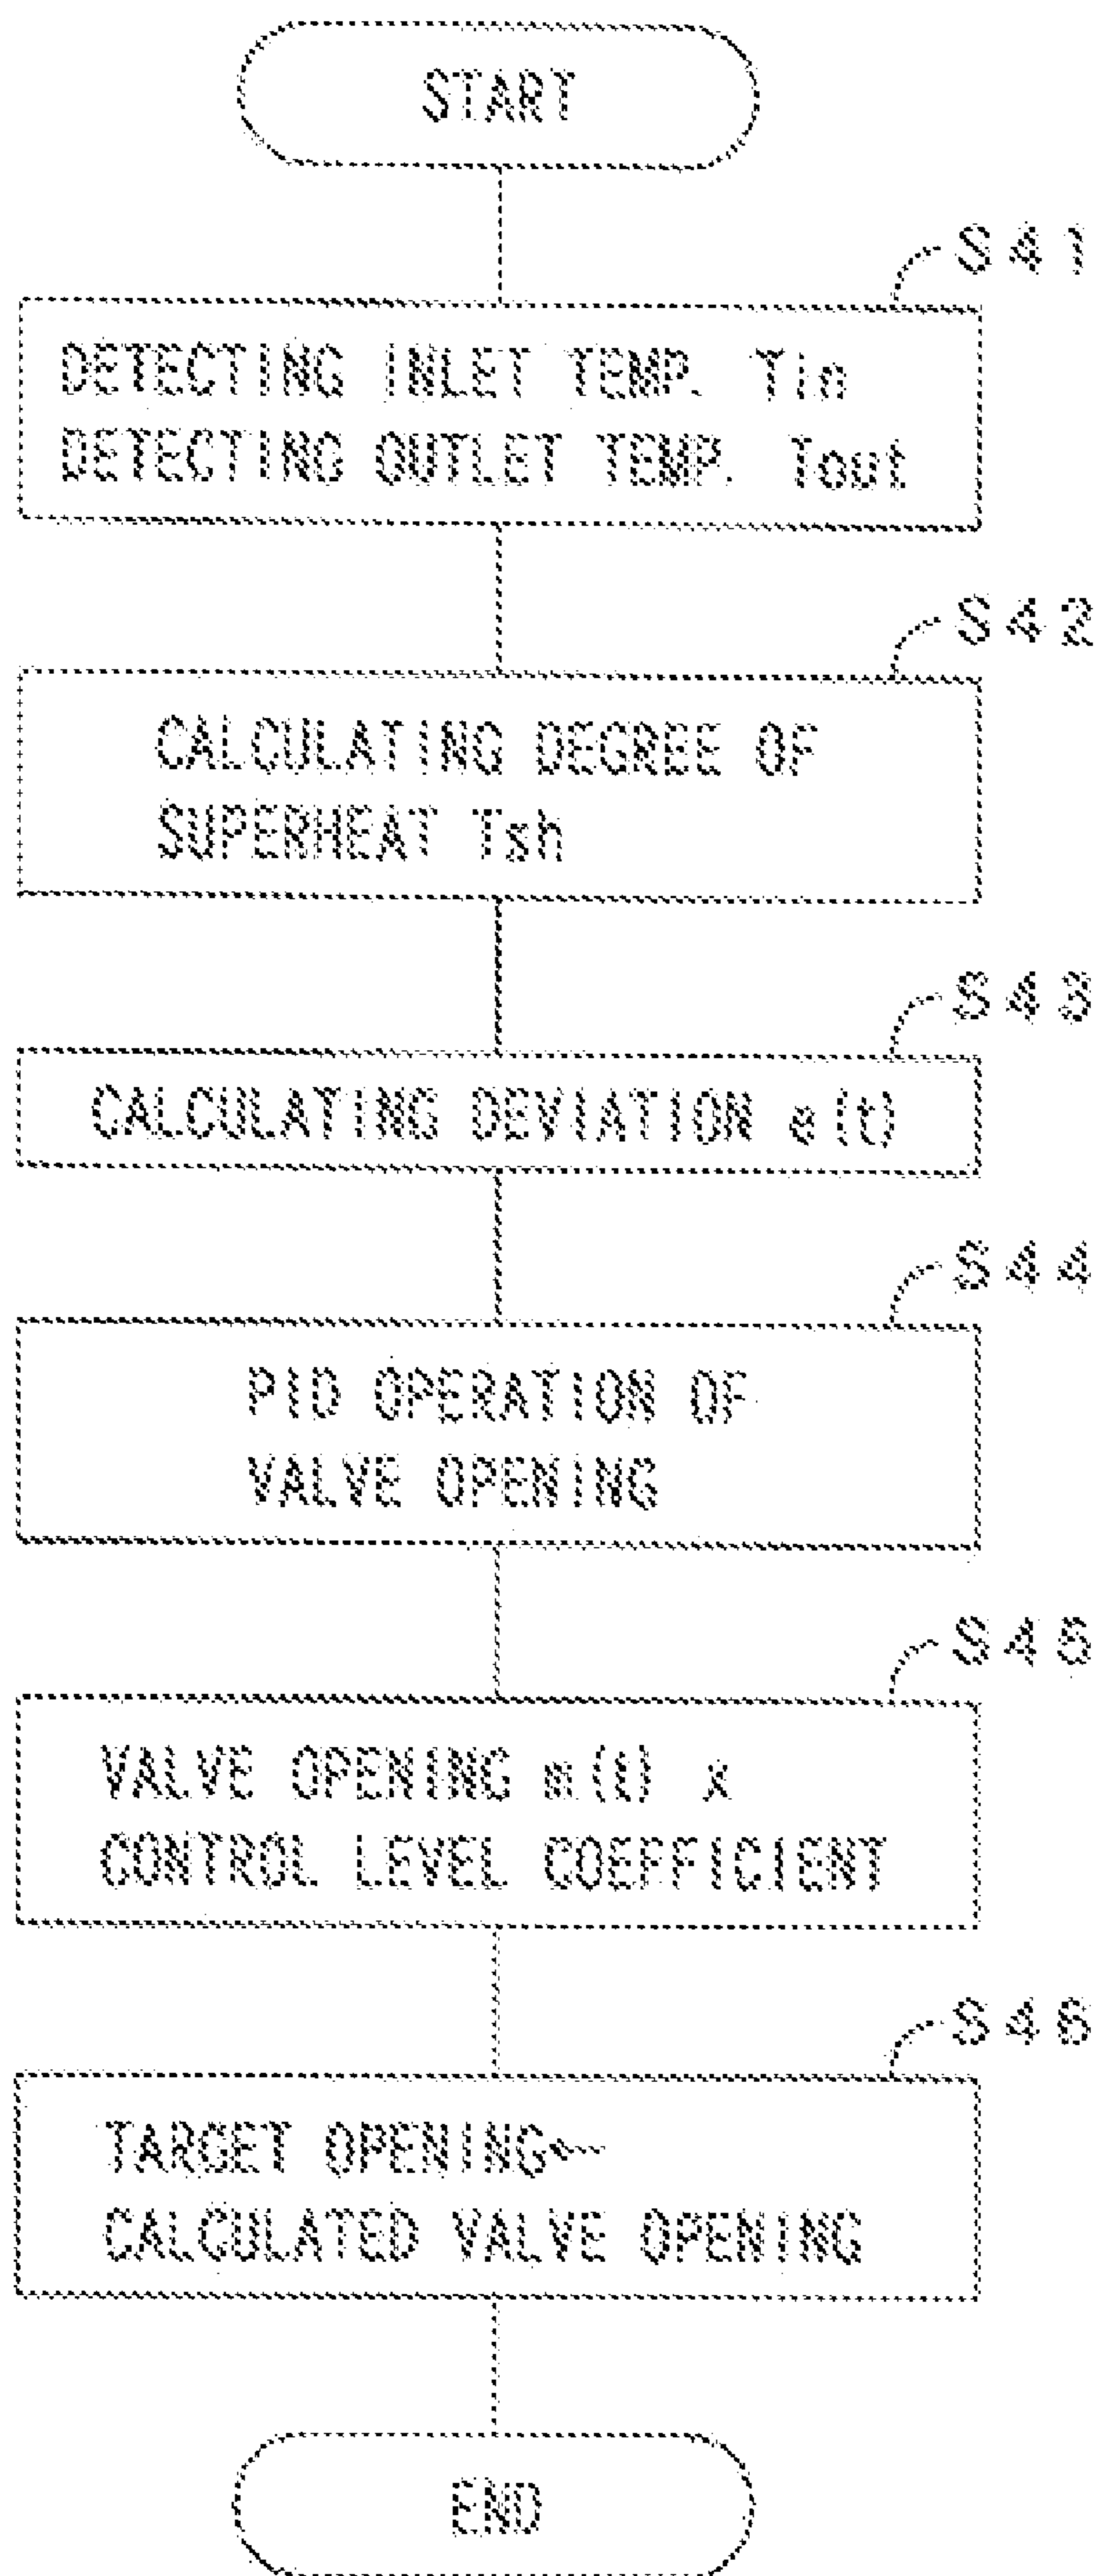 START
S41
DETECTING INLET TEMP. Tin
DETECTING OUTLET TEMP. Tout
S42
CALCULATING DEGREE OF
SUPERHEAT Tsh
S43
CALCULATING DEVIATION e(t)
S44
PID OPERATION OF
VALVE OPENING
S45
VALVE OPENING m(t) x
CONTROL LEVEL COEFFICIENT
S46
TARGET OPENING←
CALCULATED VALVE OPENING
END